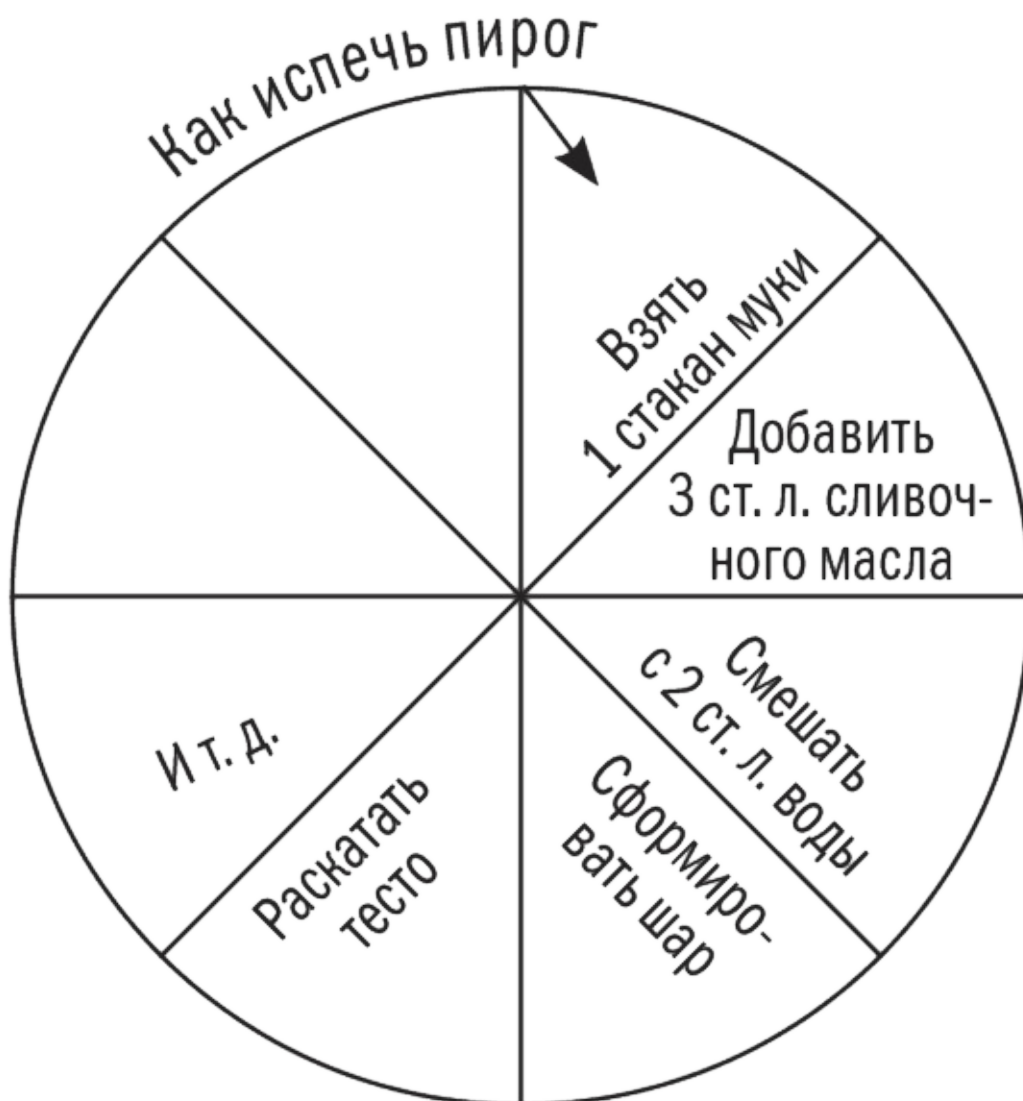 Как испечь пирог
Взять
1 стакан муки
Добавить
3 ст. л. сливоч-
ного масла
Смешать
с 2 ст. л. воды
Сформиро-
вать шар
Раскатать
тесто
И т. д.